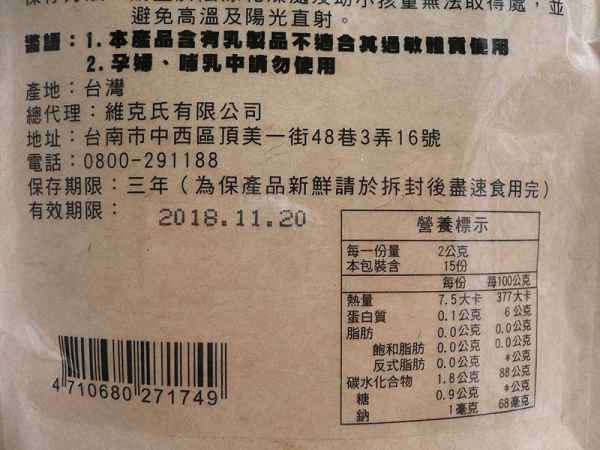 避免高溫及陽光直射。
警語：1.本產品含有乳製品不適合其過敏體質使用
2.孕婦、哺乳中請勿使用
產地：台灣
總代理：維克氏有限公司
地址：台南市中西區頂美一街48巷3弄16號
電話：0800-291188
保存期限：三年（為保產品新鮮請於拆封後盡速食用完）
有效期限：2018.11.20
營養標示
每一份量 2公克
本包裝含 15份
每份 每100公克
熱量 7.5大卡 377大卡
蛋白質 0.1公克 6公克
脂肪 0.0公克 0.0公克
飽和脂肪 0.0公克 0.0公克
反式脂肪 0.0公克 *公克
碳水化合物 1.8公克 88公克
糖 0.9公克 *公克
鈉 1毫克 68毫克
4 710680 271749